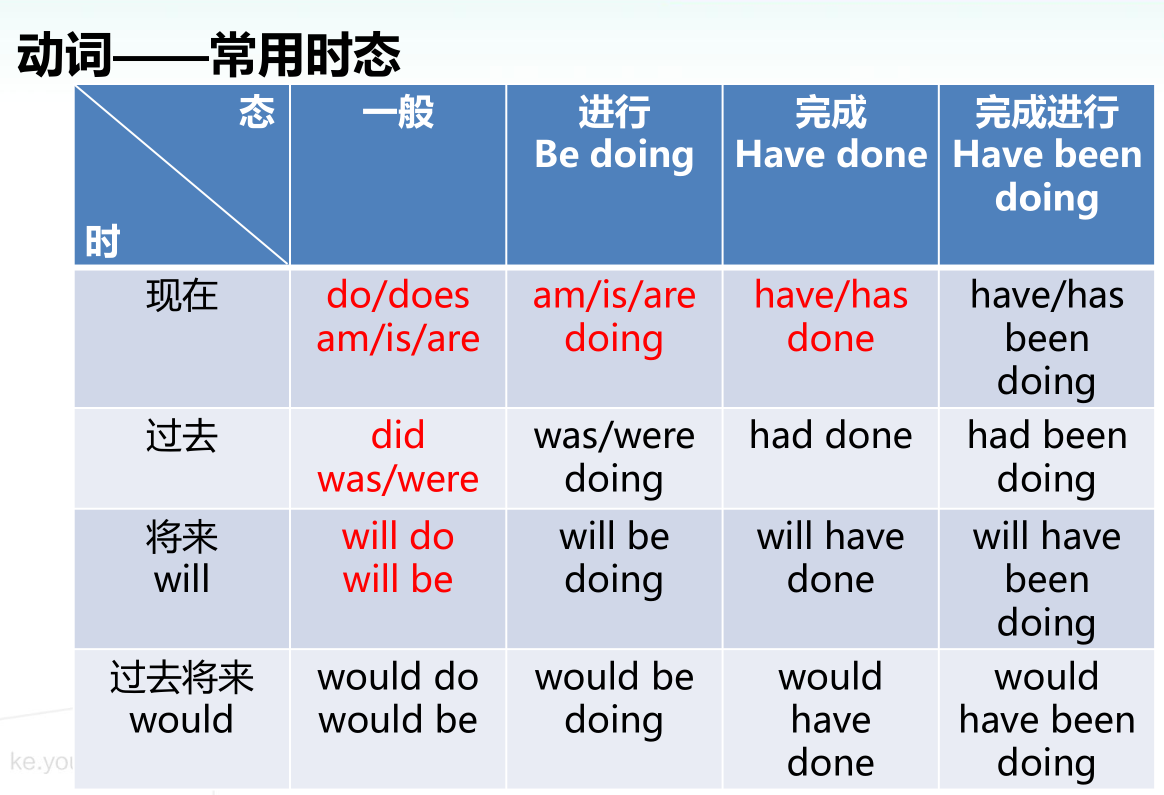 动词——常用时态
态
时
一般
进行
Be doing
完成
Have done
完成进行
Have been
doing
现在
do/does
am/is/are
am/is/are
doing
have/has
done
have/has
been
doing
过去
did
was/were
was/were
doing
had done
had been
doing
将来
will
will do
will be
will be
doing
will have
done
will have
been
doing
过去将来
would
would do
would be
would be
doing
would
have
done
would
have been
doing
ke.you